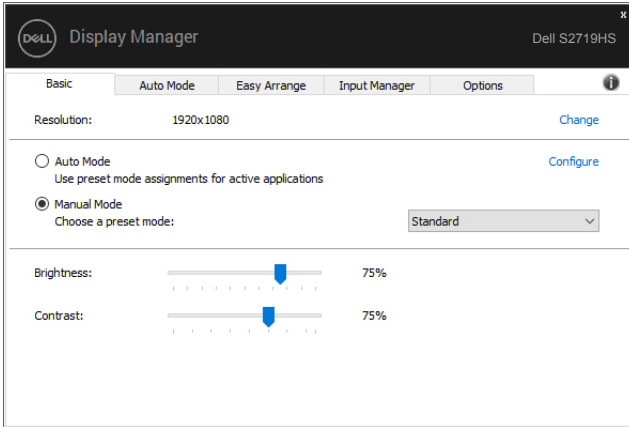 x
DELL Display Manager
Dell S2719HS
Basic Auto Mode Easy Arrange Input Manager Options i
Resolution: 1920x1080 Change
Auto Mode Configure
Use preset mode assignments for active applications
Manual Mode
Choose a preset mode: Standard
Brightness: 75%
Contrast: 75%